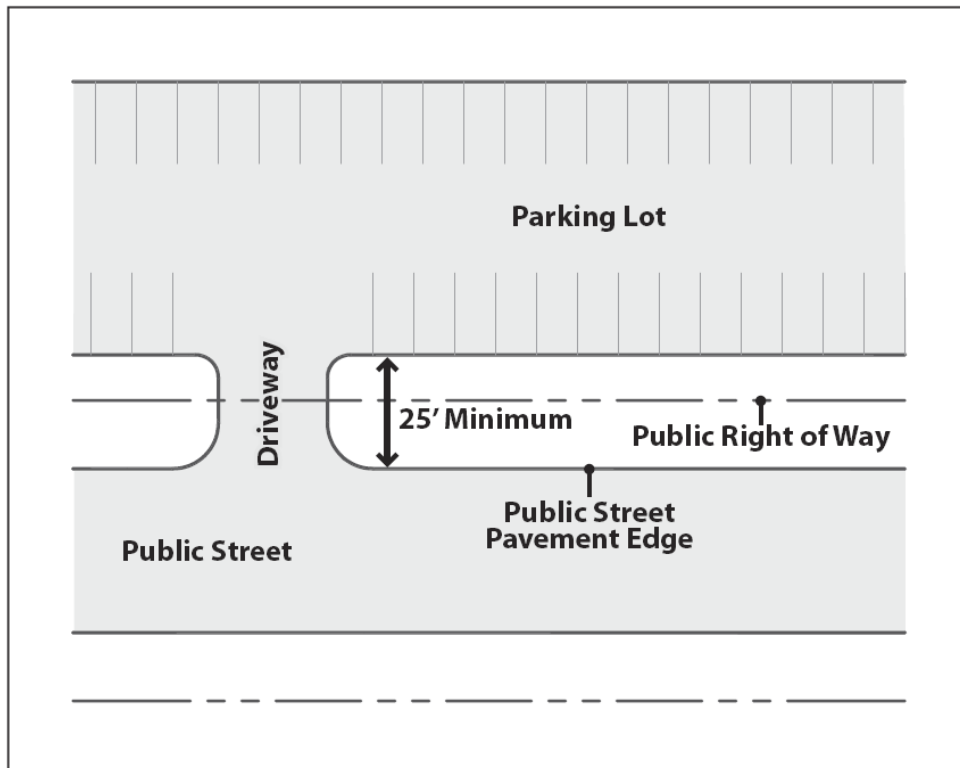 Parking Lot
Driveway
25’ Minimum
Public Right of Way
Public Street
Pavement Edge
Public Street